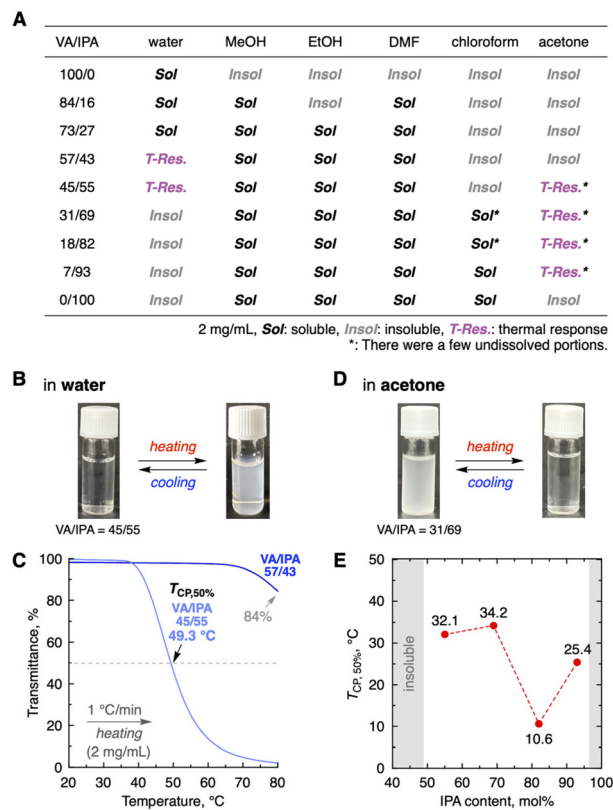 A
VA/IPA water MeOH EtOH DMF chloroform acetone
100/0 Sol Insol Insol Insol Insol Insol
84/16 Sol Sol Insol Sol Insol Insol
73/27 Sol Sol Sol Sol Insol Insol
57/43 T-Res. Sol Sol Sol Insol Insol
45/55 T-Res. Sol Sol Sol Insol T-Res.*
31/69 Insol Sol Sol Sol Sol* T-Res.*
18/82 Insol Sol Sol Sol Sol* T-Res.*
7/93 Insol Sol Sol Sol Sol T-Res.*
0/100 Insol Sol Sol Sol Sol Insol
2 mg/mL, Sol: soluble, Insol: insoluble, T-Res.: thermal response
*: There were a few undissolved portions.
B in water
heating
cooling
VA/IPA = 45/55
D in acetone
heating
cooling
VA/IPA = 31/69
C
Transmittance, %
100
80
60
40
20
0
VA/IPA
57/43
84%
TCP,50%
VA/IPA
45/55
49.3 °C
1 °C/min
heating
(2 mg/mL)
20 30 40 50 60 70 80
Temperature, °C
E
TCP, 50%, °C
50
40
30
20
10
0
insoluble
32.1
34.2
10.6
25.4
40 50 60 70 80 90 100
IPA content, mol%